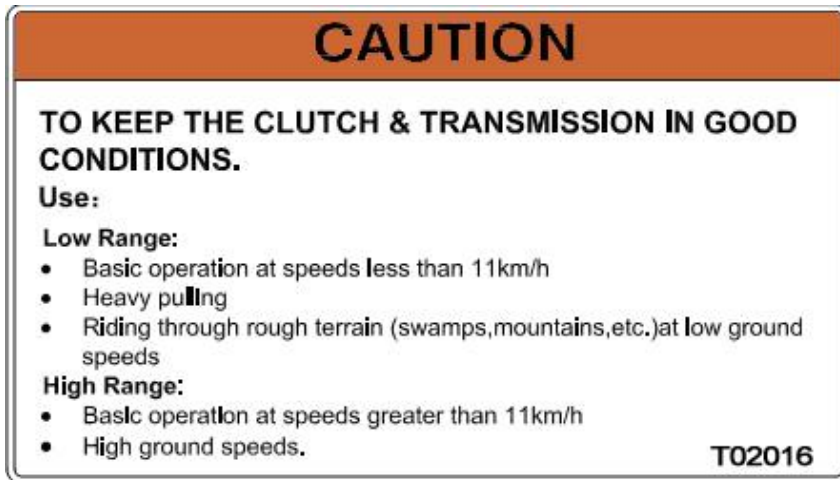 CAUTION
TO KEEP THE CLUTCH & TRANSMISSION IN GOOD
CONDITIONS.
Use:
Low Range:
• Basic operation at speeds less than 11km/h
• Heavy pulling
• Riding through rough terrain (swamps,mountains,etc.)at low ground
speeds
High Range:
• Basic operation at speeds greater than 11km/h
• High ground speeds.
T02016